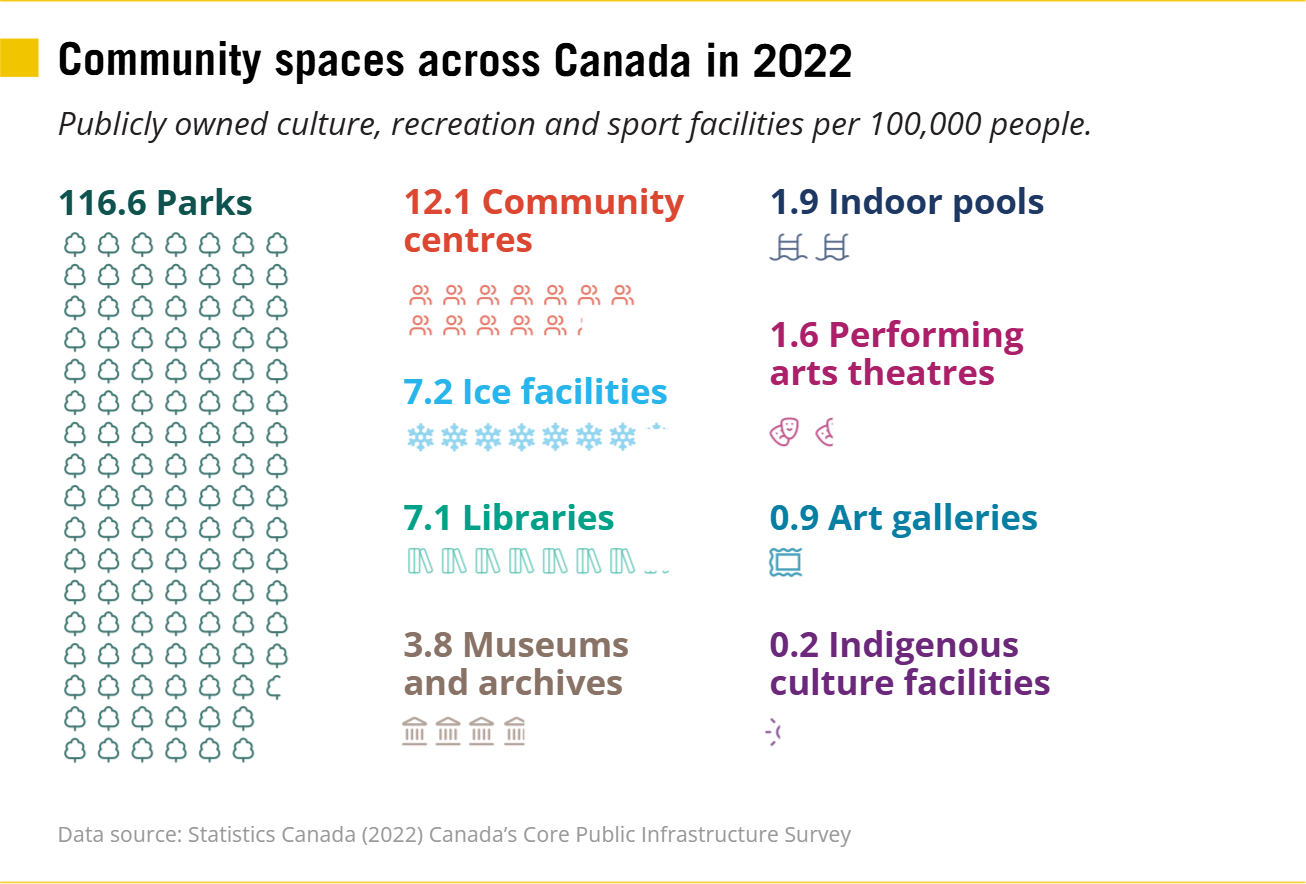 Community spaces across Canada in 2022
Publicly owned culture, recreation and sport facilities per 100,000 people.
116.6 Parks
12.1 Community
centres
7.2 Ice facilities
7.1 Libraries
3.8 Museums
and archives
1.9 Indoor pools
1.6 Performing
arts theatres
0.9 Art galleries
0.2 Indigenous
culture facilities
Data source: Statistics Canada (2022) Canada’s Core Public Infrastructure Survey